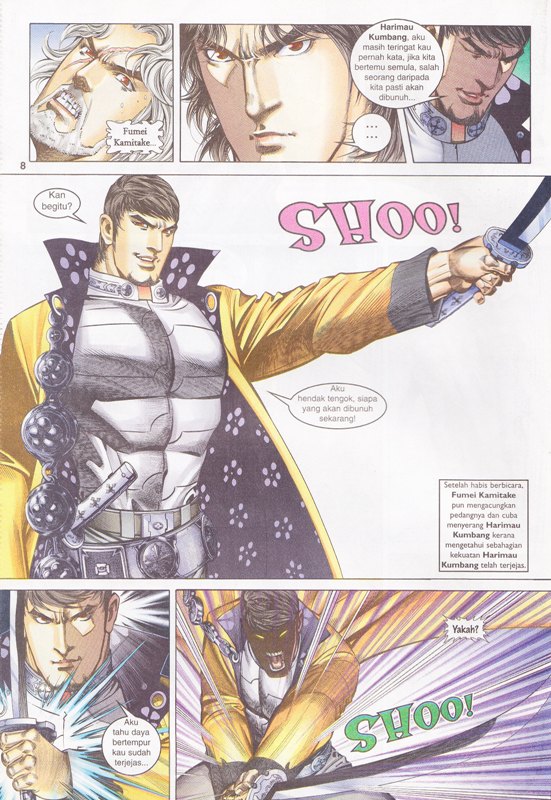 Fumei
Kamitake...
Harimau
Kumbang, aku
masih teringat kau
pernah kata, jika kita
bertemu semula, salah
seorang daripada
kita pasti akan
dibunuh...
...
...
8
Kan
begitu?
SHOO!
Aku
hendak tengok, siapa
yang akan dibunuh
sekarang!
Setelah habis berbicara,
Fumei Kamitake
pun mengacungkan
pedangnya dan cuba
menyerang Harimau
Kumbang kerana
mengetahui sebahagian
kekuatan Harimau
Kumbang telah terjejas.
Aku
tahu daya
bertempur
kau sudah
terjejas...
Yakah?
SHOO!